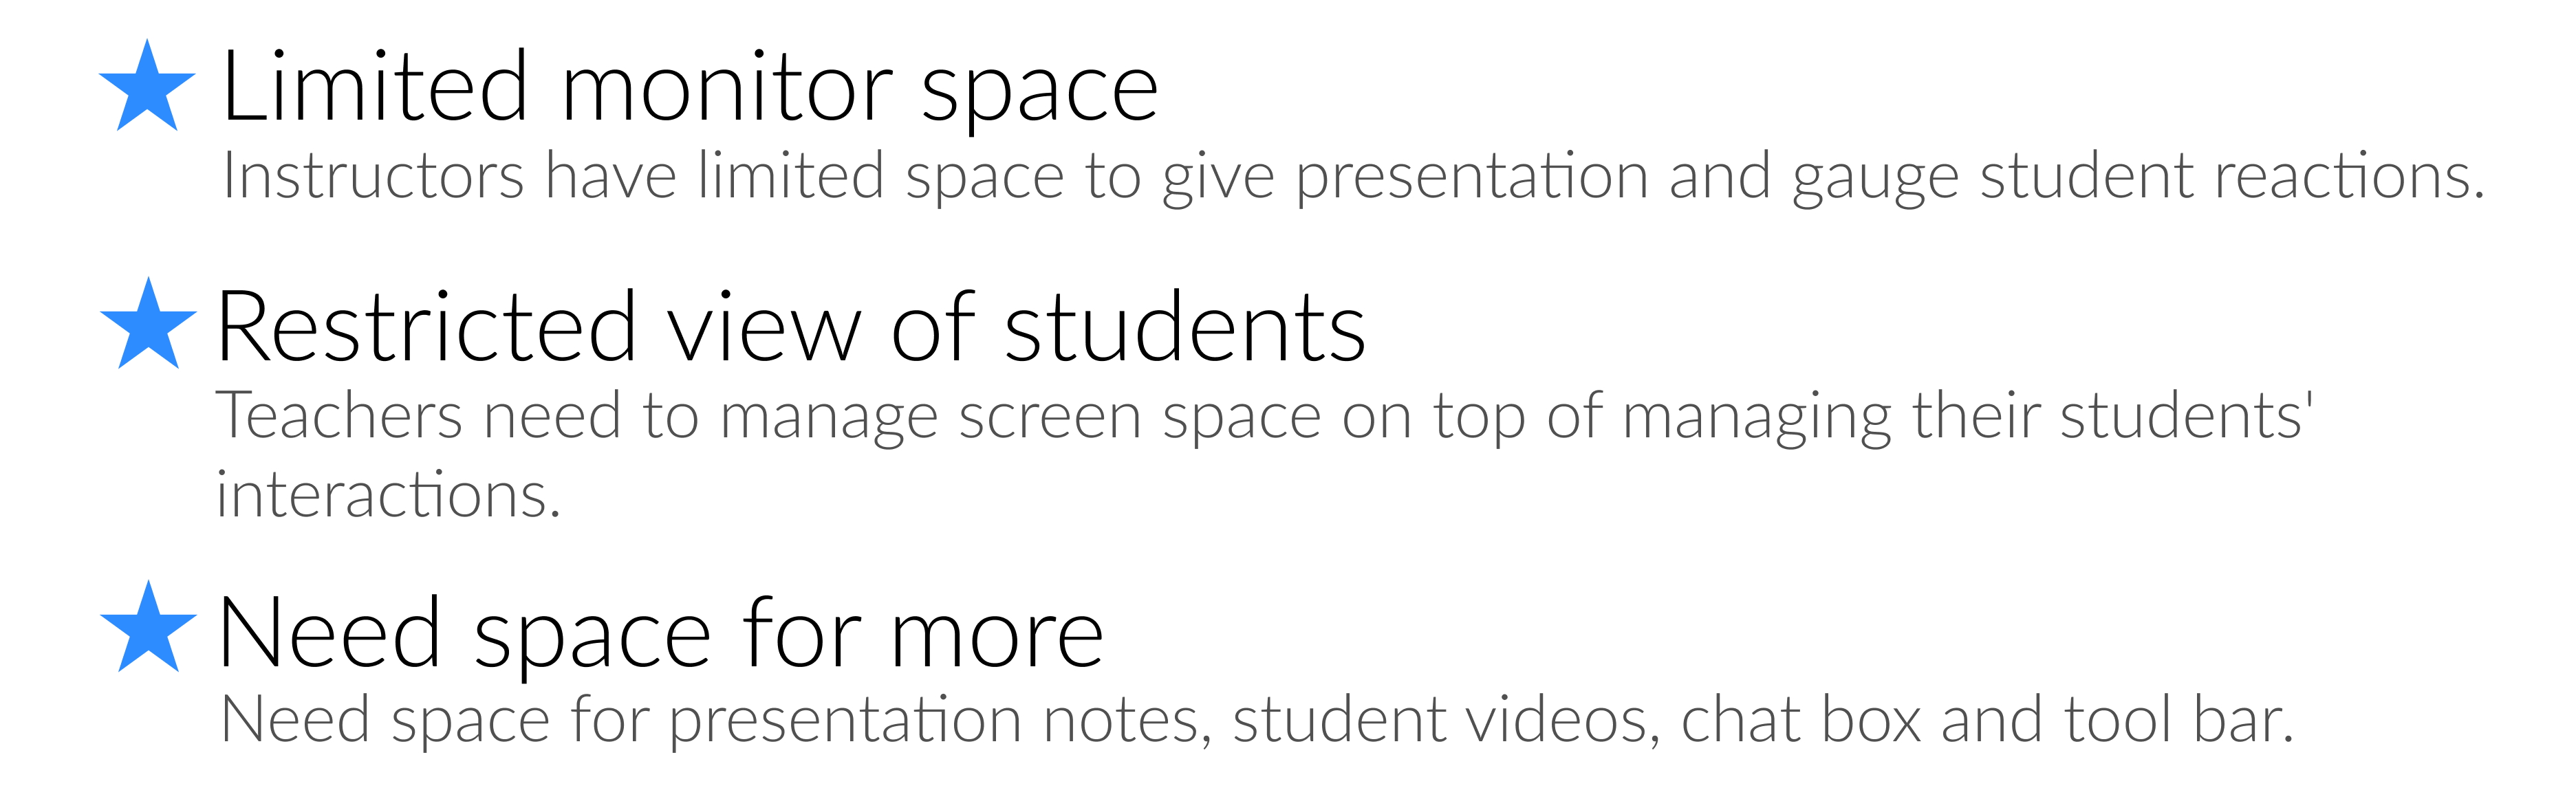 Limited monitor space
Instructors have limited space to give presentation and gauge student reactions.
Restricted view of students
Teachers need to manage screen space on top of managing their students'
interactions.
Need space for more
Need space for presentation notes, student videos, chat box and tool bar.